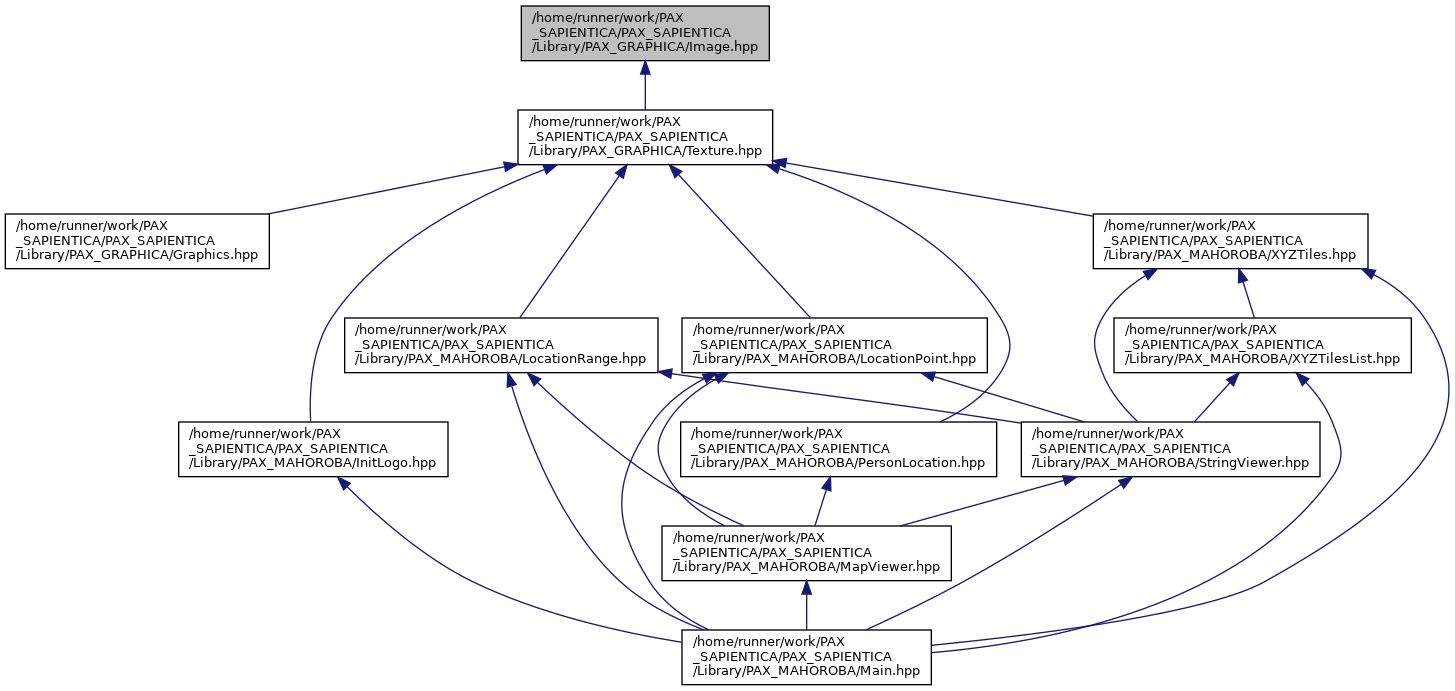 /home/runner/work/PAX
_SAPIENTICA/PAX_SAPIENTICA
/Library/PAX_GRAPHICA/Image.hpp
/home/runner/work/PAX
_SAPIENTICA/PAX_SAPIENTICA
/Library/PAX_GRAPHICA/Texture.hpp
/home/runner/work/PAX
_SAPIENTICA/PAX_SAPIENTICA
/Library/PAX_GRAPHICA/Graphics.hpp
/home/runner/work/PAX
_SAPIENTICA/PAX_SAPIENTICA
/Library/PAX_MAHOROBA/XYZTiles.hpp
/home/runner/work/PAX
_SAPIENTICA/PAX_SAPIENTICA
/Library/PAX_MAHOROBA/LocationRange.hpp
/home/runner/work/PAX
_SAPIENTICA/PAX_SAPIENTICA
/Library/PAX_MAHOROBA/LocationPoint.hpp
/home/runner/work/PAX
_SAPIENTICA/PAX_SAPIENTICA
/Library/PAX_MAHOROBA/XYZTilesList.hpp
/home/runner/work/PAX
_SAPIENTICA/PAX_SAPIENTICA
/Library/PAX_MAHOROBA/InitLogo.hpp
/home/runner/work/PAX
_SAPIENTICA/PAX_SAPIENTICA
/Library/PAX_MAHOROBA/PersonLocation.hpp
/home/runner/work/PAX
_SAPIENTICA/PAX_SAPIENTICA
/Library/PAX_MAHOROBA/StringViewer.hpp
/home/runner/work/PAX
_SAPIENTICA/PAX_SAPIENTICA
/Library/PAX_MAHOROBA/MapViewer.hpp
/home/runner/work/PAX
_SAPIENTICA/PAX_SAPIENTICA
/Library/PAX_MAHOROBA/Main.hpp